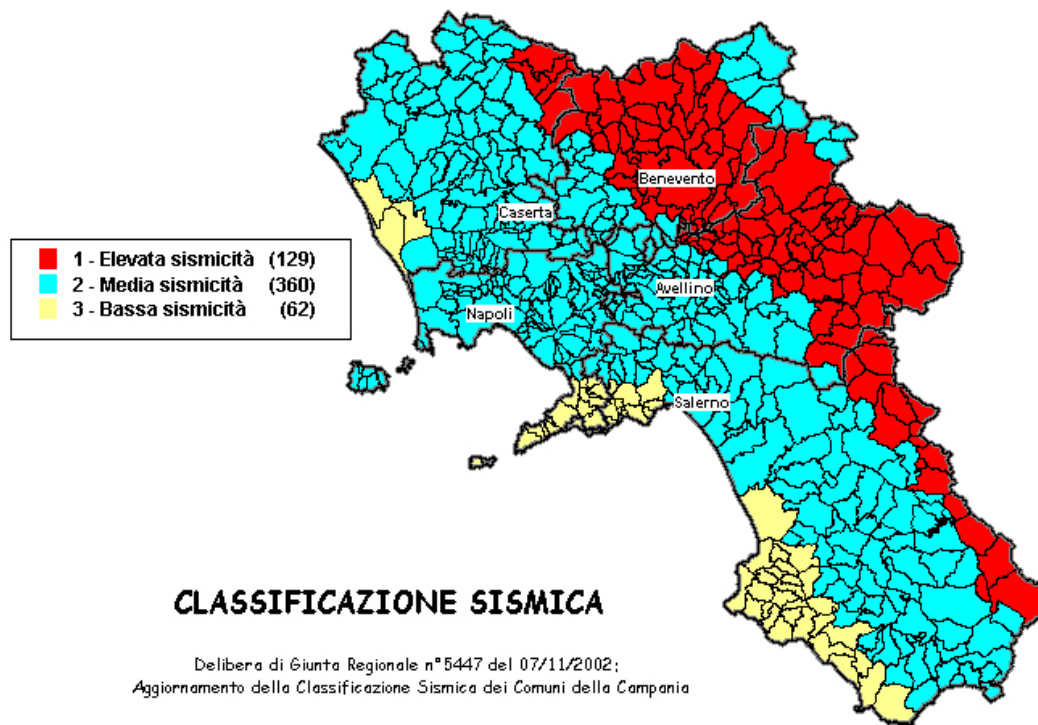 Benevento
Caserta
1 - Elevata sismicità (129)
2 - Media sismicità (360)
3 - Bassa sismicità (62)
Avellino
Napoli
Salerno
CLASSIFICAZIONE SISMICA
Delibera di Giunta Regionale n°5447 del 07/11/2002;
Aggiornamento della Classificazione Sismica dei Comuni della Campania